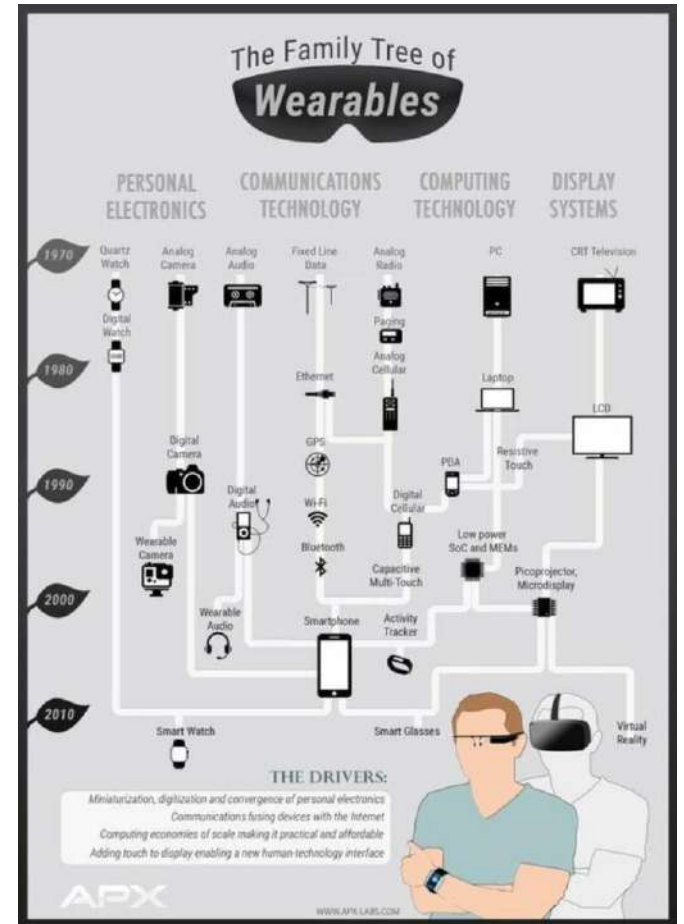 The Family Tree of
Wearables
PERSONAL
ELECTRONICS
COMMUNICATIONS
TECHNOLOGY
COMPUTING
TECHNOLOGY
DISPLAY
SYSTEMS
1970
Quartz
Watch
Analog
Camera
Analog
Audio
Fixed Line
Data
Analog
Radio
PC
CRT Television
Digital
Watch
Paging
Analog
Cellular
1980
Ethernet
Laptop
LCD
Digital
Camera
GPS
PDA
Resistive
Touch
1990
Digital
Audio
Wi-Fi
Digital
Cellular
Wearable
Camera
Bluetooth
Low power
SoC and MEMs
Capacitive
Multi-Touch
Picoprojector,
Microdisplay
2000
Wearable
Audio
Smartphone
Activity
Tracker
2010
Smart Watch
Smart Glasses
Virtual
Reality
THE DRIVERS:
Miniaturization, digitization and convergence of personal electronics
Communications fusing devices with the Internet
Computing economies of scale making it practical and affordable
Adding touch to display enabling a new human-technology interface
APX
WWW.APX-LABS.COM